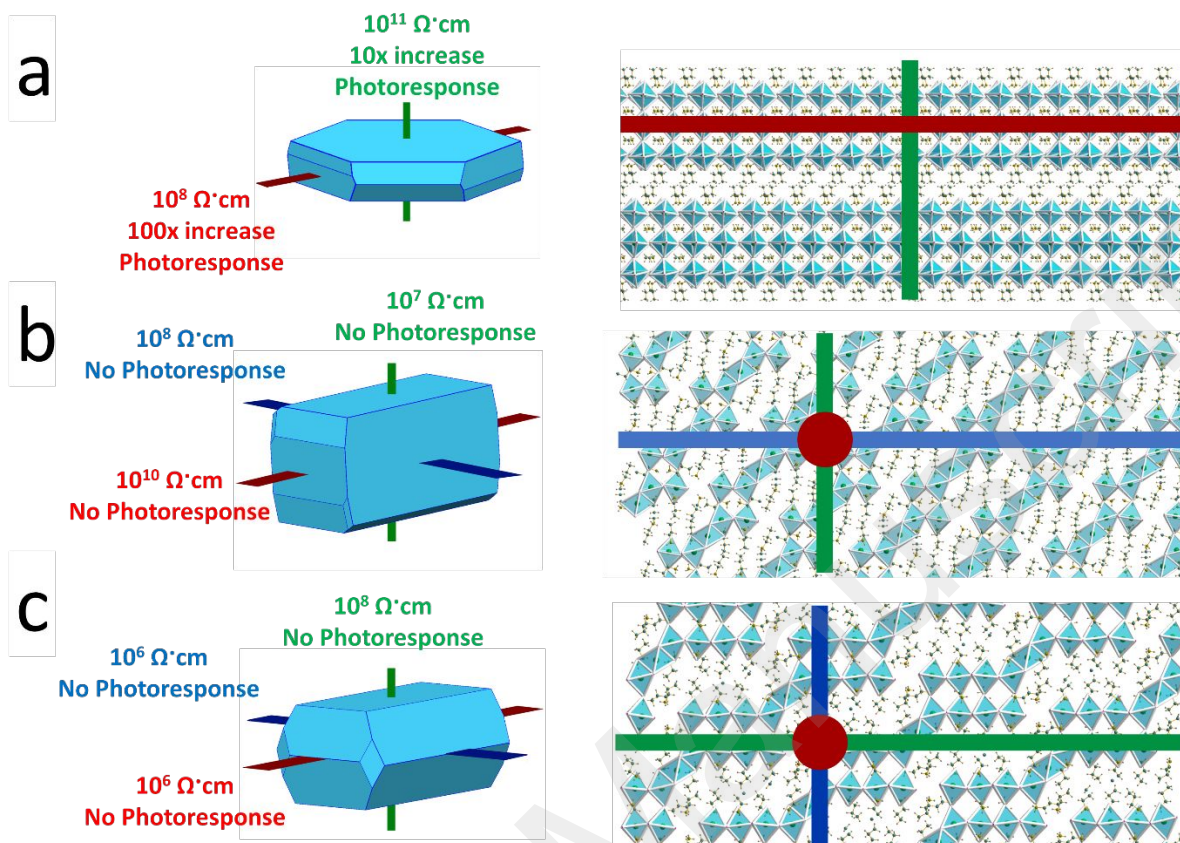 a
10¹¹ Ω·cm
10x increase
Photoresponse
10⁸ Ω·cm
100x increase
Photoresponse
b
10⁷ Ω·cm
No Photoresponse
10⁸ Ω·cm
No Photoresponse
10¹⁰ Ω·cm
No Photoresponse
c
10⁸ Ω·cm
No Photoresponse
10⁶ Ω·cm
No Photoresponse
10⁶ Ω·cm
No Photoresponse